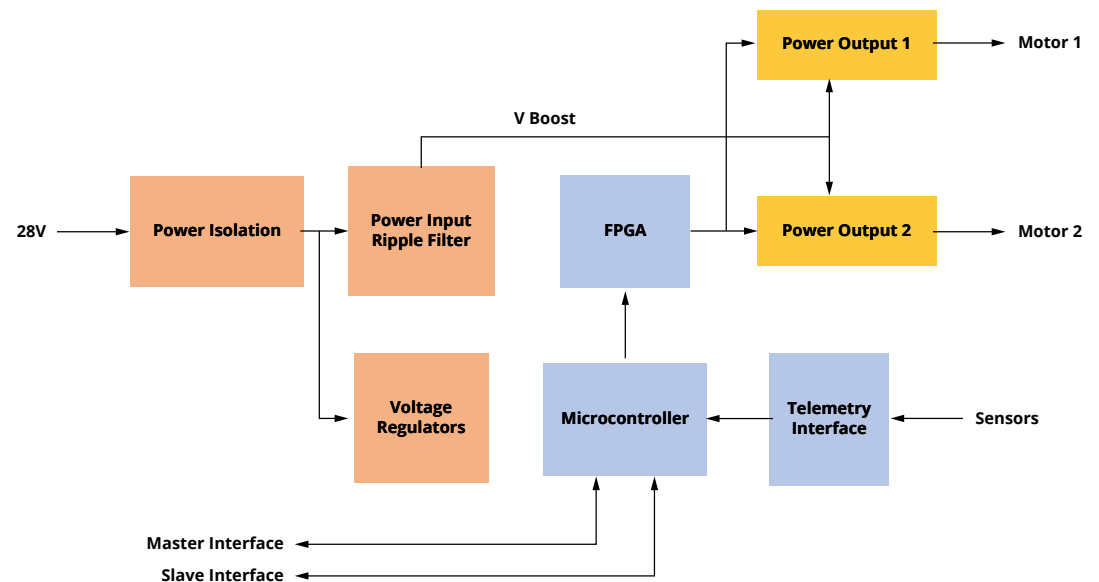 Power Output 1
Motor 1
V Boost
28V
Power Isolation
Power Input
Ripple Filter
FPGA
Power Output 2
Motor 2
Voltage
Regulators
Microcontroller
Telemetry
Interface
Sensors
Master Interface
Slave Interface